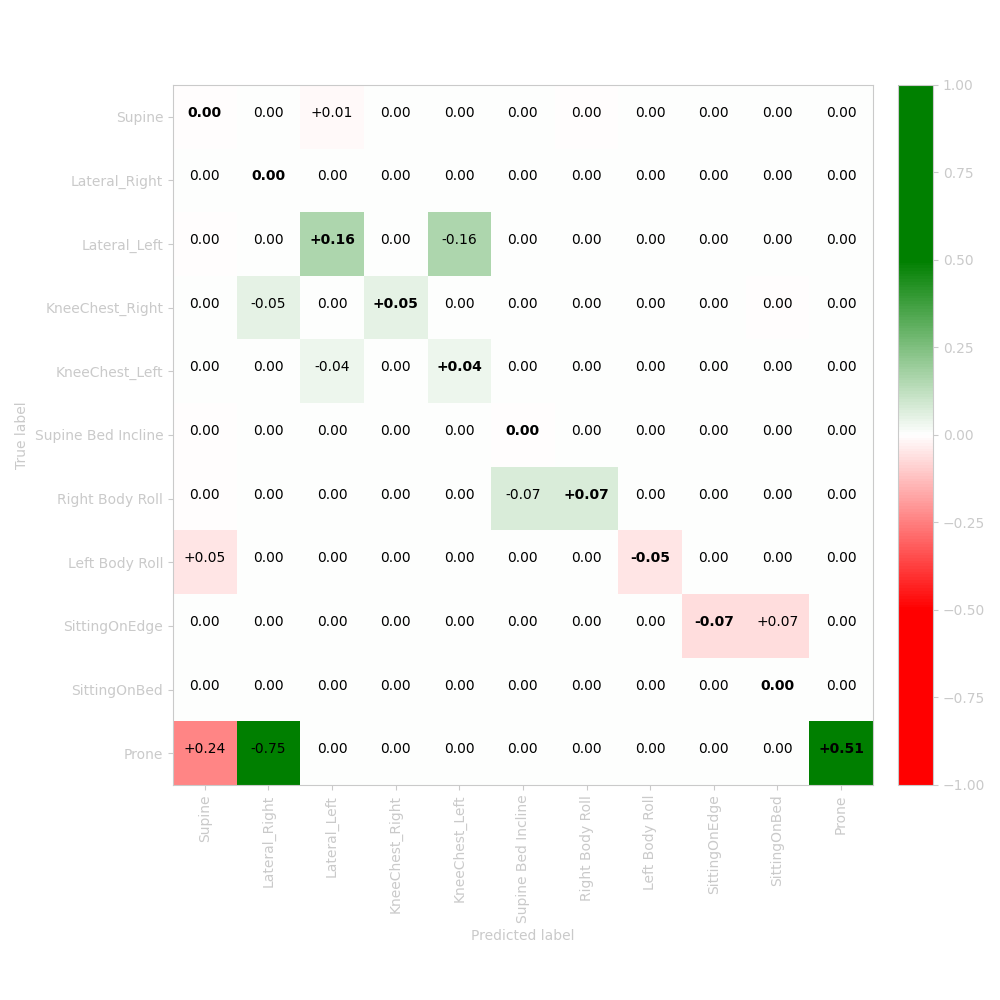 Supine 0.00 0.00 +0.01 0.00 0.00 0.00 0.00 0.00 0.00 0.00 0.00
Lateral_Right 0.00 0.00 0.00 0.00 0.00 0.00 0.00 0.00 0.00 0.00 0.00
Lateral_Left 0.00 0.00 +0.16 0.00 -0.16 0.00 0.00 0.00 0.00 0.00 0.00
KneeChest_Right 0.00 -0.05 0.00 +0.05 0.00 0.00 0.00 0.00 0.00 0.00 0.00
KneeChest_Left 0.00 0.00 -0.04 0.00 +0.04 0.00 0.00 0.00 0.00 0.00 0.00
Supine Bed Incline 0.00 0.00 0.00 0.00 0.00 0.00 0.00 0.00 0.00 0.00 0.00
Right Body Roll 0.00 0.00 0.00 0.00 0.00 -0.07 +0.07 0.00 0.00 0.00 0.00
Left Body Roll +0.05 0.00 0.00 0.00 0.00 0.00 0.00 -0.05 0.00 0.00 0.00
SittingOnEdge 0.00 0.00 0.00 0.00 0.00 0.00 0.00 0.00 -0.07 +0.07 0.00
SittingOnBed 0.00 0.00 0.00 0.00 0.00 0.00 0.00 0.00 0.00 0.00 0.00
Prone +0.24 -0.75 0.00 0.00 0.00 0.00 0.00 0.00 0.00 0.00 +0.51
True label
Supine
Lateral_Right
Lateral_Left
KneeChest_Right
KneeChest_Left
Supine Bed Incline
Right Body Roll
Left Body Roll
SittingOnEdge
SittingOnBed
Prone
Predicted label
1.00
0.75
0.50
0.25
0.00
−0.25
−0.50
−0.75
−1.00